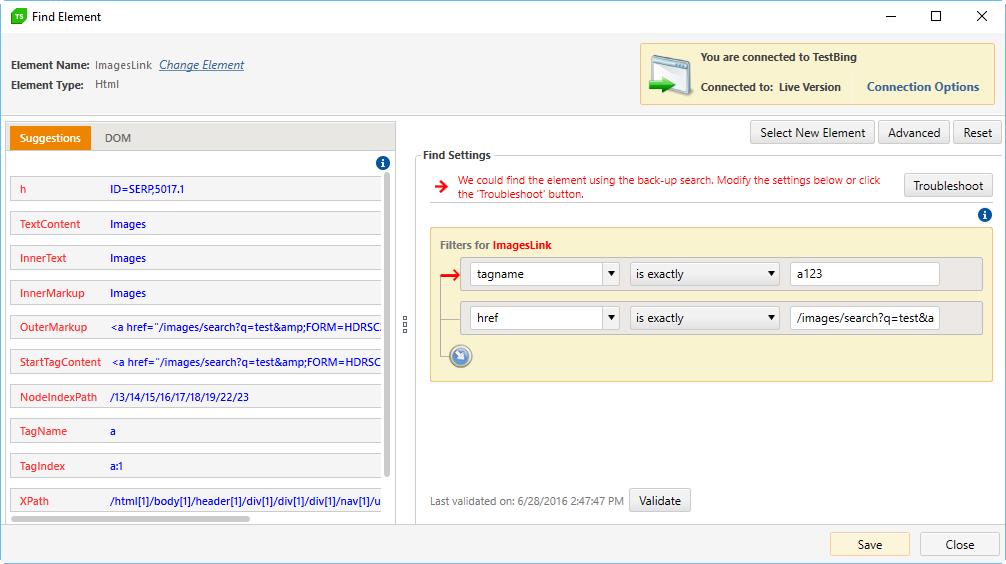 TS Find Element
Element Name: ImagesLink Change Element
Element Type: Html
You are connected to TestBing
Connected to: Live Version Connection Options
Suggestions DOM
h ID=SERP,5017.1
TextContent Images
InnerText Images
InnerMarkup Images
OuterMarkup <a href="/images/search?q=test&amp;FORM=HDRSC
StartTagContent <a href="/images/search?q=test&amp;FORM=HDRSC
NodeIndexPath /13/14/15/16/17/18/19/22/23
TagName a
TagIndex a:1
XPath /html[1]/body[1]/header[1]/div[1]/div[1]/div[1]/nav[1]/u
Select New Element Advanced Reset
Find Settings
We could find the element using the back-up search. Modify the settings below or click
the 'Troubleshoot' button.
Troubleshoot
Filters for ImagesLink
tagname is exactly a123
href is exactly /images/search?q=test&a
Last validated on: 6/28/2016 2:47:47 PM Validate
Save Close